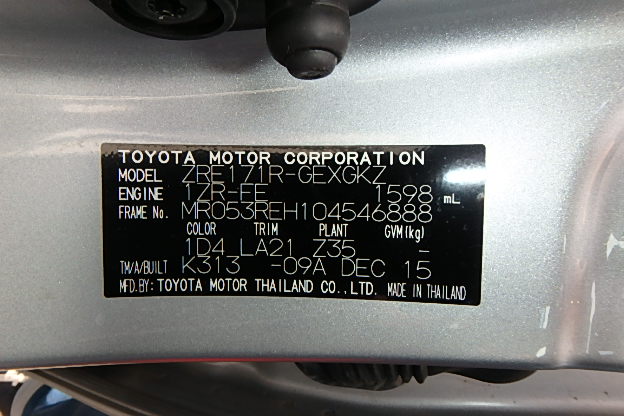 TOYOTA MOTOR CORPORATION
MODEL ZRE171R-GEXGKZ
ENGINE 1ZR-EE 1598 mL
FRAME No. MR053REH104546888
COLOR TRIM PLANT GVM(kg)
1D4 LA21 Z35 -
TM/A/BUILT K313 -09A DEC 15
MFD.BY: TOYOTA MOTOR THAILAND CO.,LTD. MADE IN THAILAND